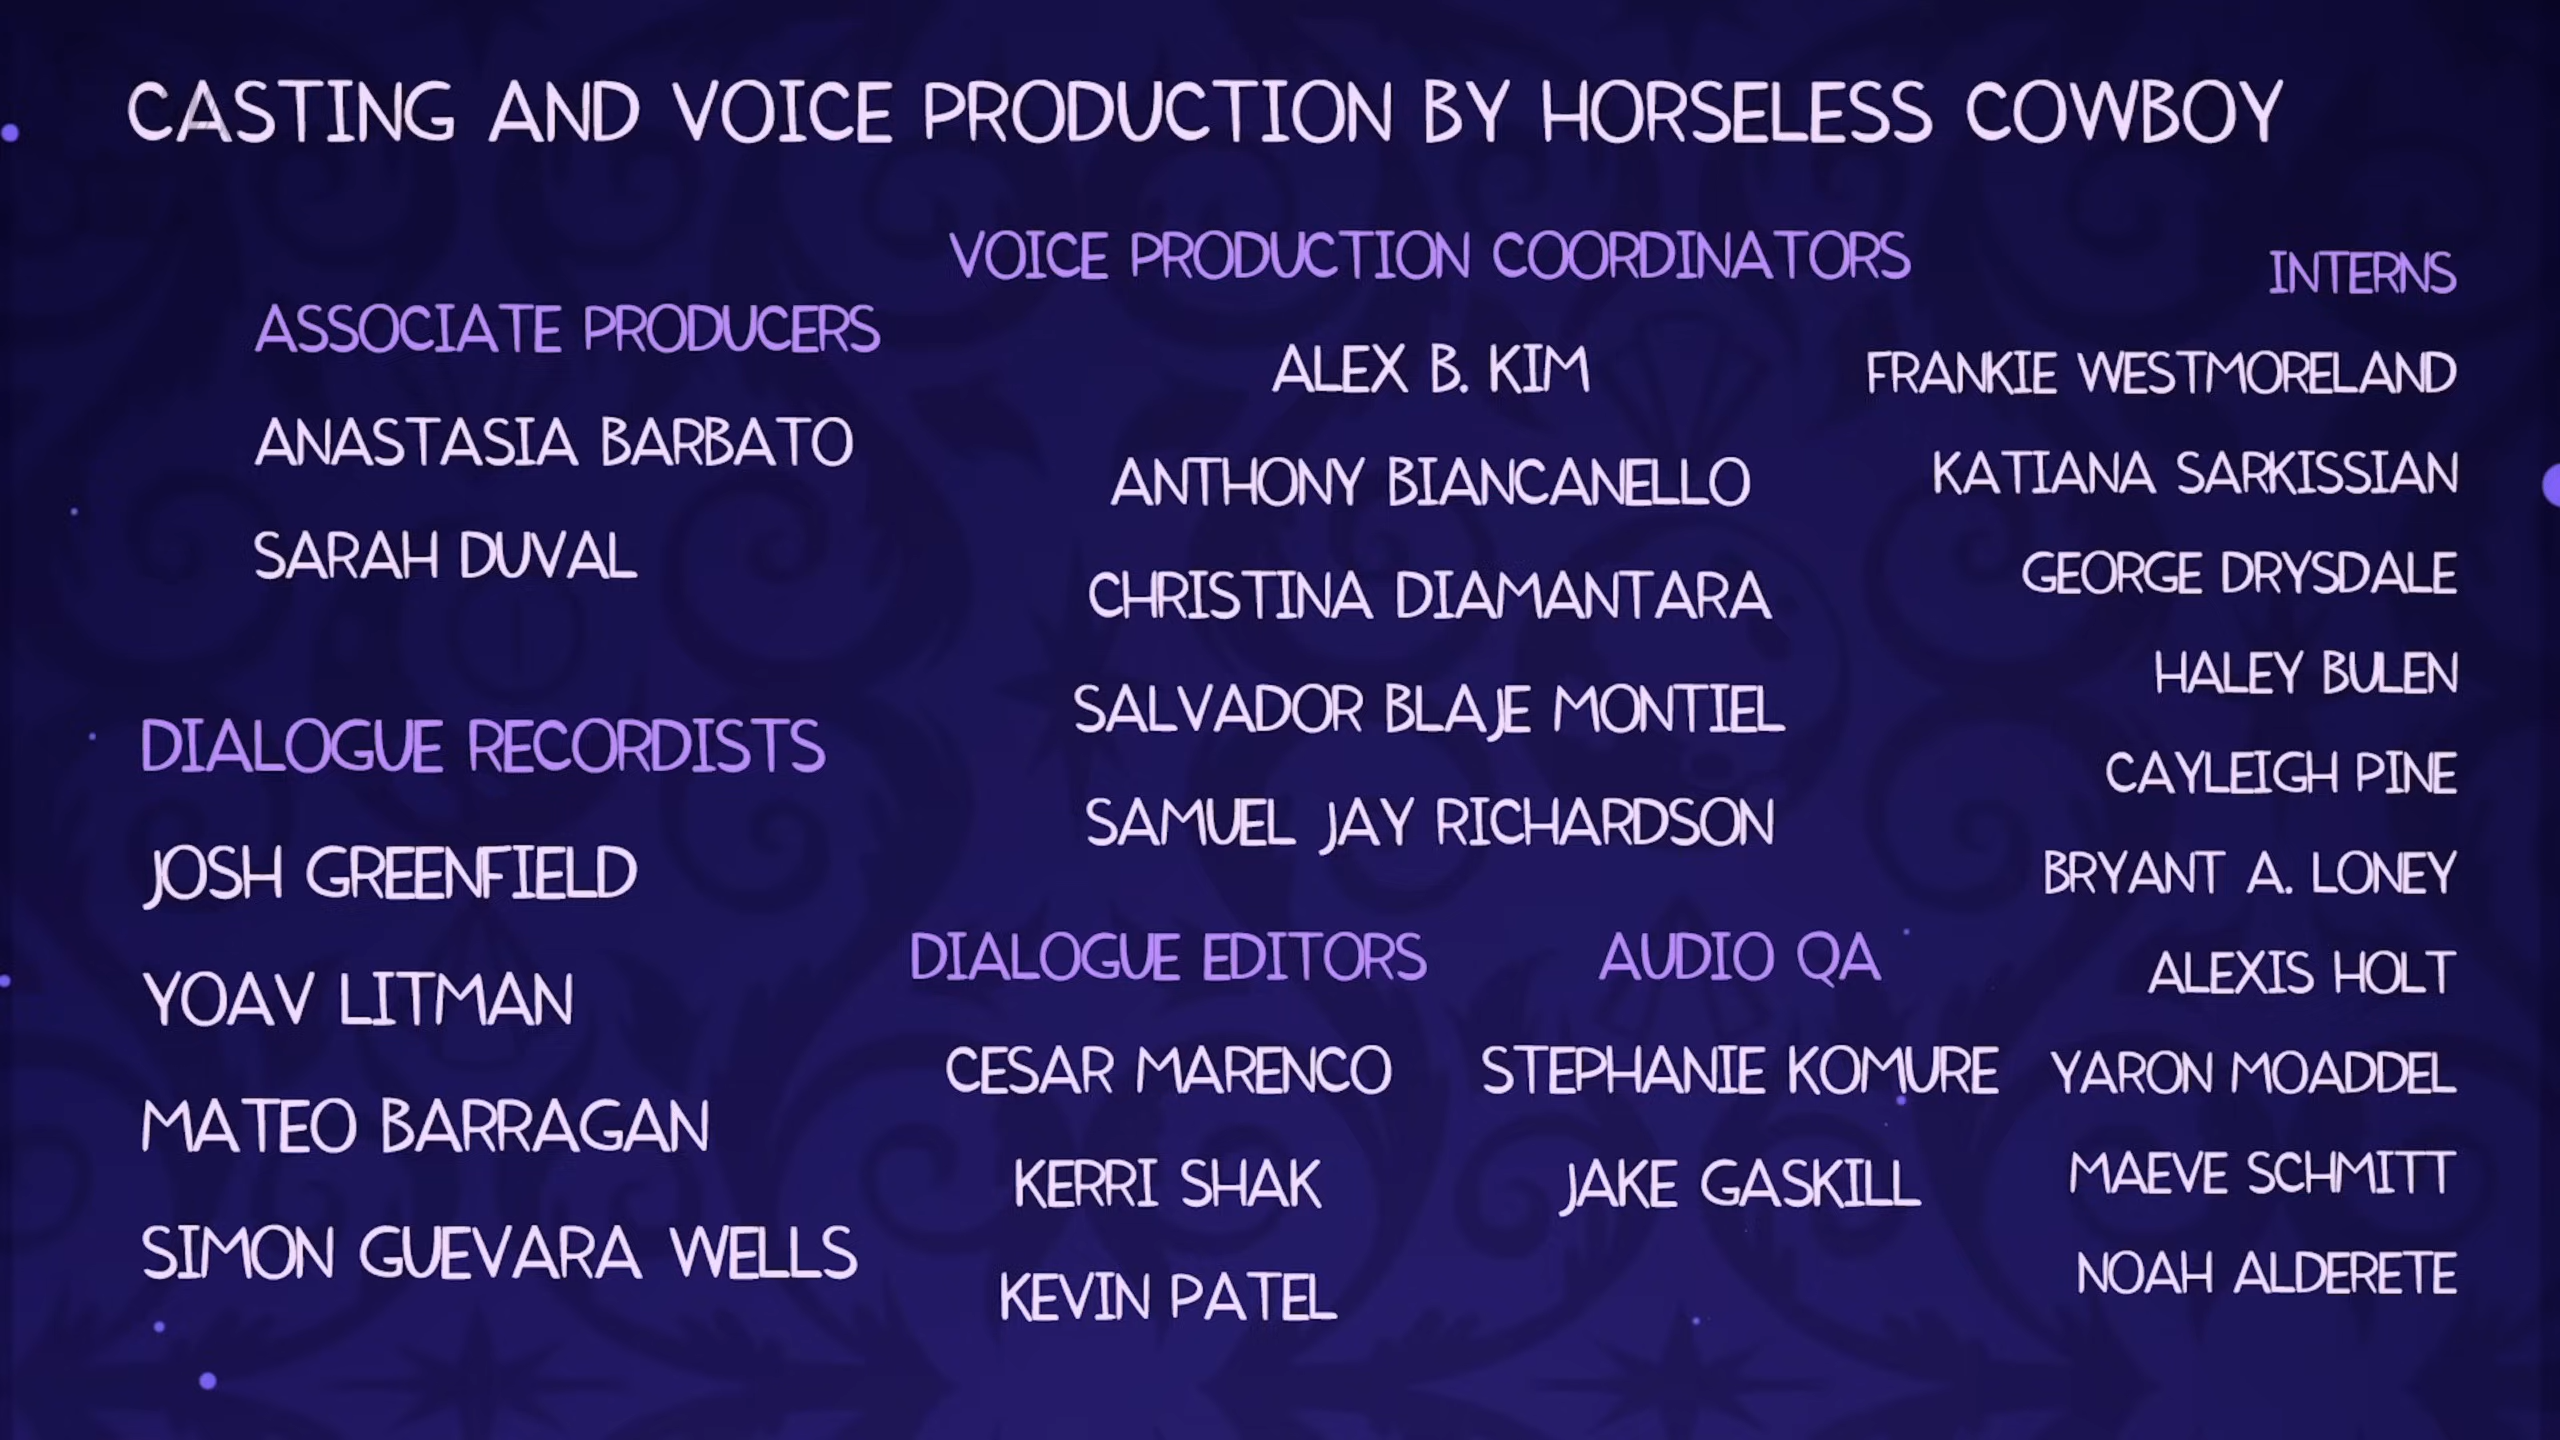 CASTING AND VOICE PRODUCTION BY HORSELESS COWBOY
ASSOCIATE PRODUCERS
ANASTASIA BARBATO
SARAH DUVAL
DIALOGUE RECORDISTS
JOSH GREENFIELD
YOAV LITMAN
MATEO BARRAGAN
SIMON GUEVARA WELLS
VOICE PRODUCTION COORDINATORS
ALEX B. KIM
ANTHONY BIANCANELLO
CHRISTINA DIAMANTARA
SALVADOR BLAJE MONTIEL
SAMUEL JAY RICHARDSON
DIALOGUE EDITORS
CESAR MARENCO
KERRI SHAK
KEVIN PATEL
AUDIO QA
STEPHANIE KOMURE
JAKE GASKILL
INTERNS
FRANKIE WESTMORELAND
KATIANA SARKISSIAN
GEORGE DRYSDALE
HALEY BULEN
CAYLEIGH PINE
BRYANT A. LONEY
ALEXIS HOLT
YARON MOADDEL
MAEVE SCHMITT
NOAH ALDERETE